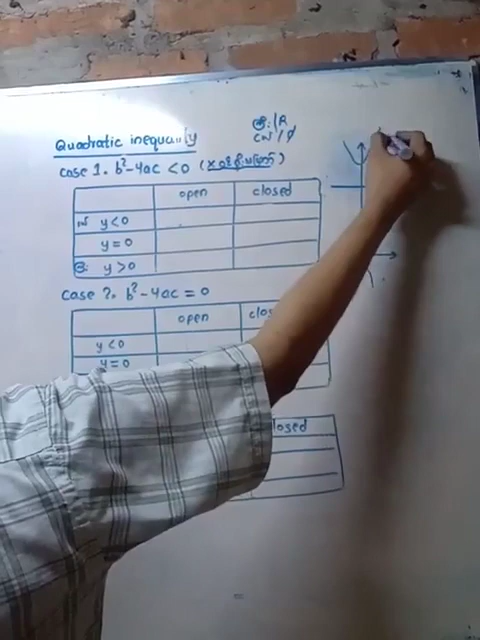 Quadratic inequality
case 1. b²-4ac < 0
open closed
y < 0
y = 0
y > 0
case 2. b²-4ac = 0
open
y < 0
y = 0
losed